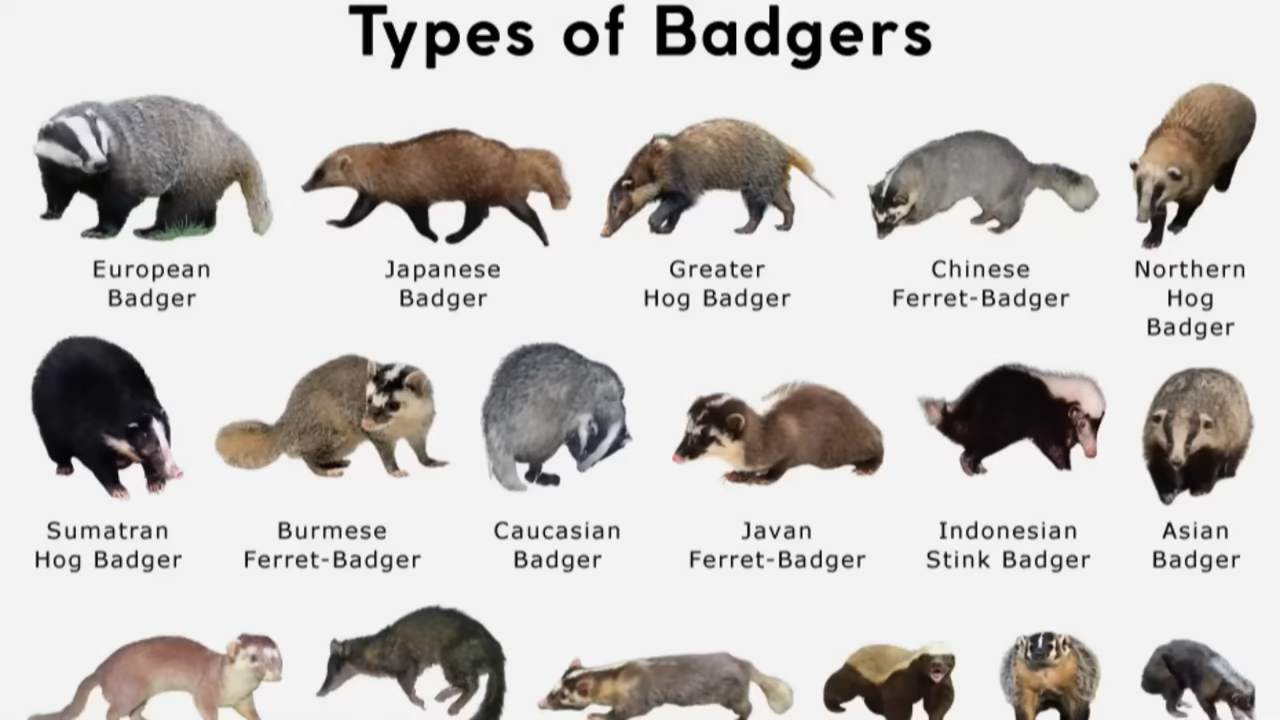 Types of Badgers
European
Badger
Japanese
Badger
Greater
Hog Badger
Chinese
Ferret-Badger
Northern
Hog
Badger
Sumatran
Hog Badger
Burmese
Ferret-Badger
Caucasian
Badger
Javan
Ferret-Badger
Indonesian
Stink Badger
Asian
Badger